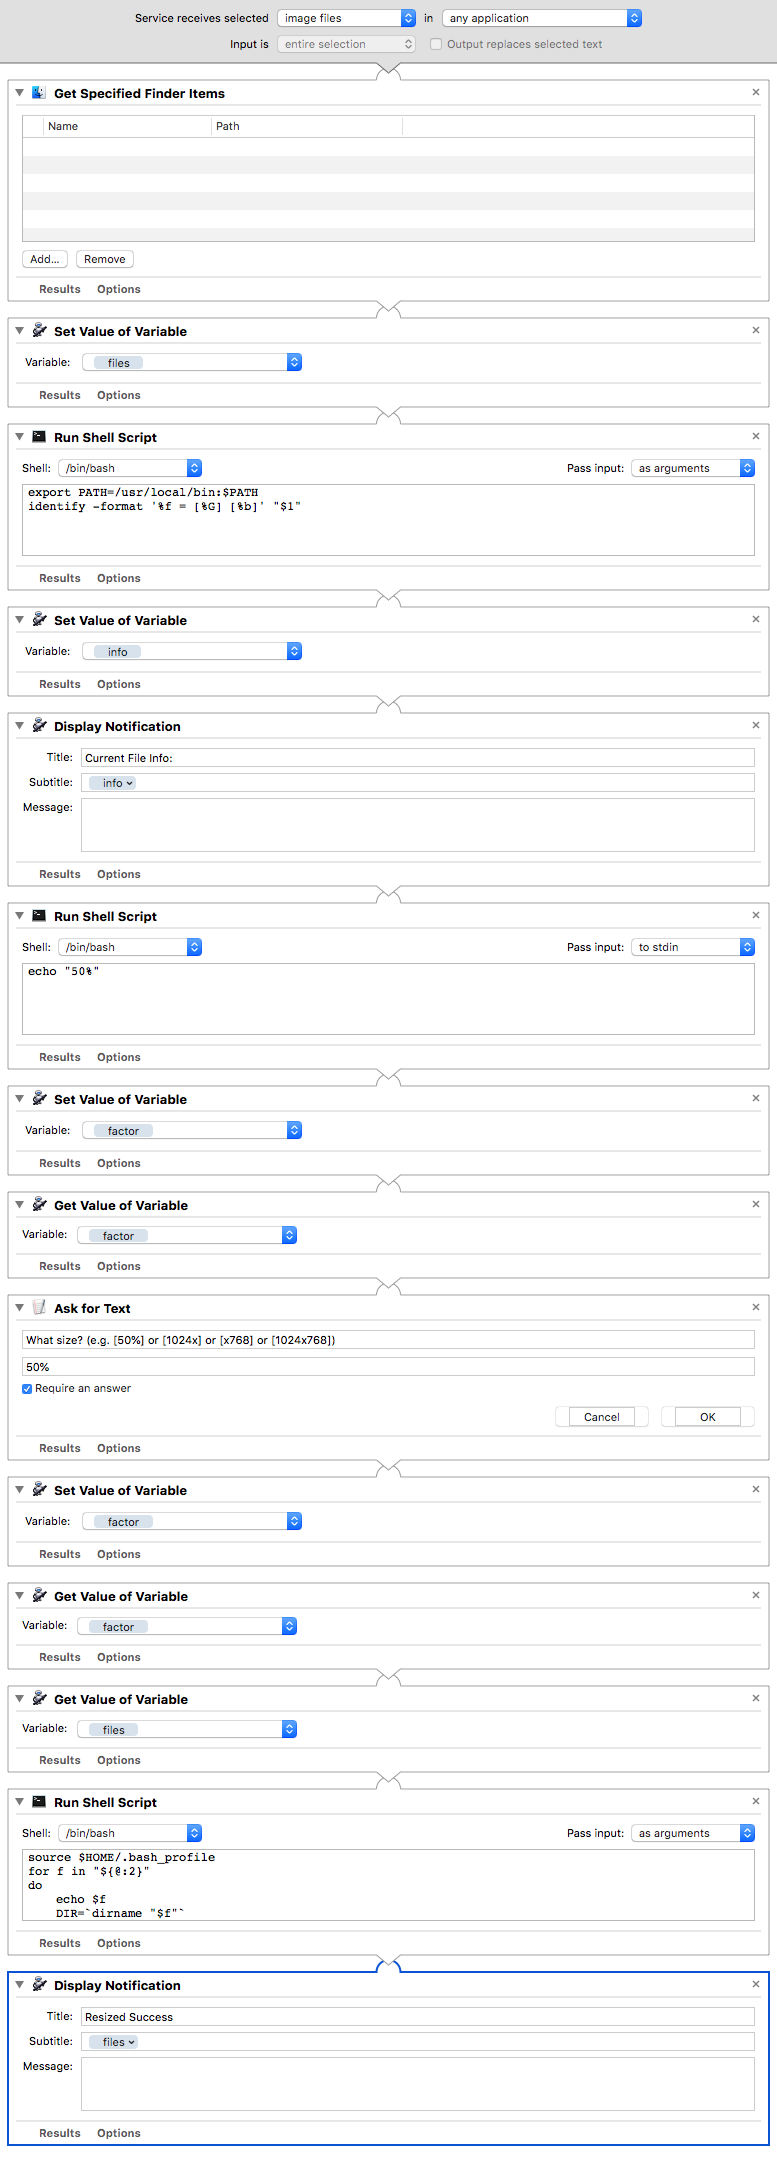 Service receives selected image files in any application
Input is entire selection Output replaces selected text
Get Specified Finder Items
Name Path
Add... Remove
Results Options
Set Value of Variable
Variable: files
Results Options
Run Shell Script
Shell: /bin/bash Pass input: as arguments
export PATH=/usr/local/bin:$PATH
identify -format '%f = [%G] [%b]' "$1"
Results Options
Set Value of Variable
Variable: info
Results Options
Display Notification
Title: Current File Info:
Subtitle: info
Message:
Results Options
Run Shell Script
Shell: /bin/bash Pass input: to stdin
echo "50%"
Results Options
Set Value of Variable
Variable: factor
Results Options
Get Value of Variable
Variable: factor
Results Options
Ask for Text
What size? (e.g. [50%] or [1024x] or [x768] or [1024x768])
50%
Require an answer
Cancel OK
Results Options
Set Value of Variable
Variable: factor
Results Options
Get Value of Variable
Variable: factor
Results Options
Get Value of Variable
Variable: files
Results Options
Run Shell Script
Shell: /bin/bash Pass input: as arguments
source $HOME/.bash_profile
for f in "${@:2}"
do
echo $f
DIR=`dirname "$f"`
Results Options
Display Notification
Title: Resized Success
Subtitle: files
Message:
Results Options